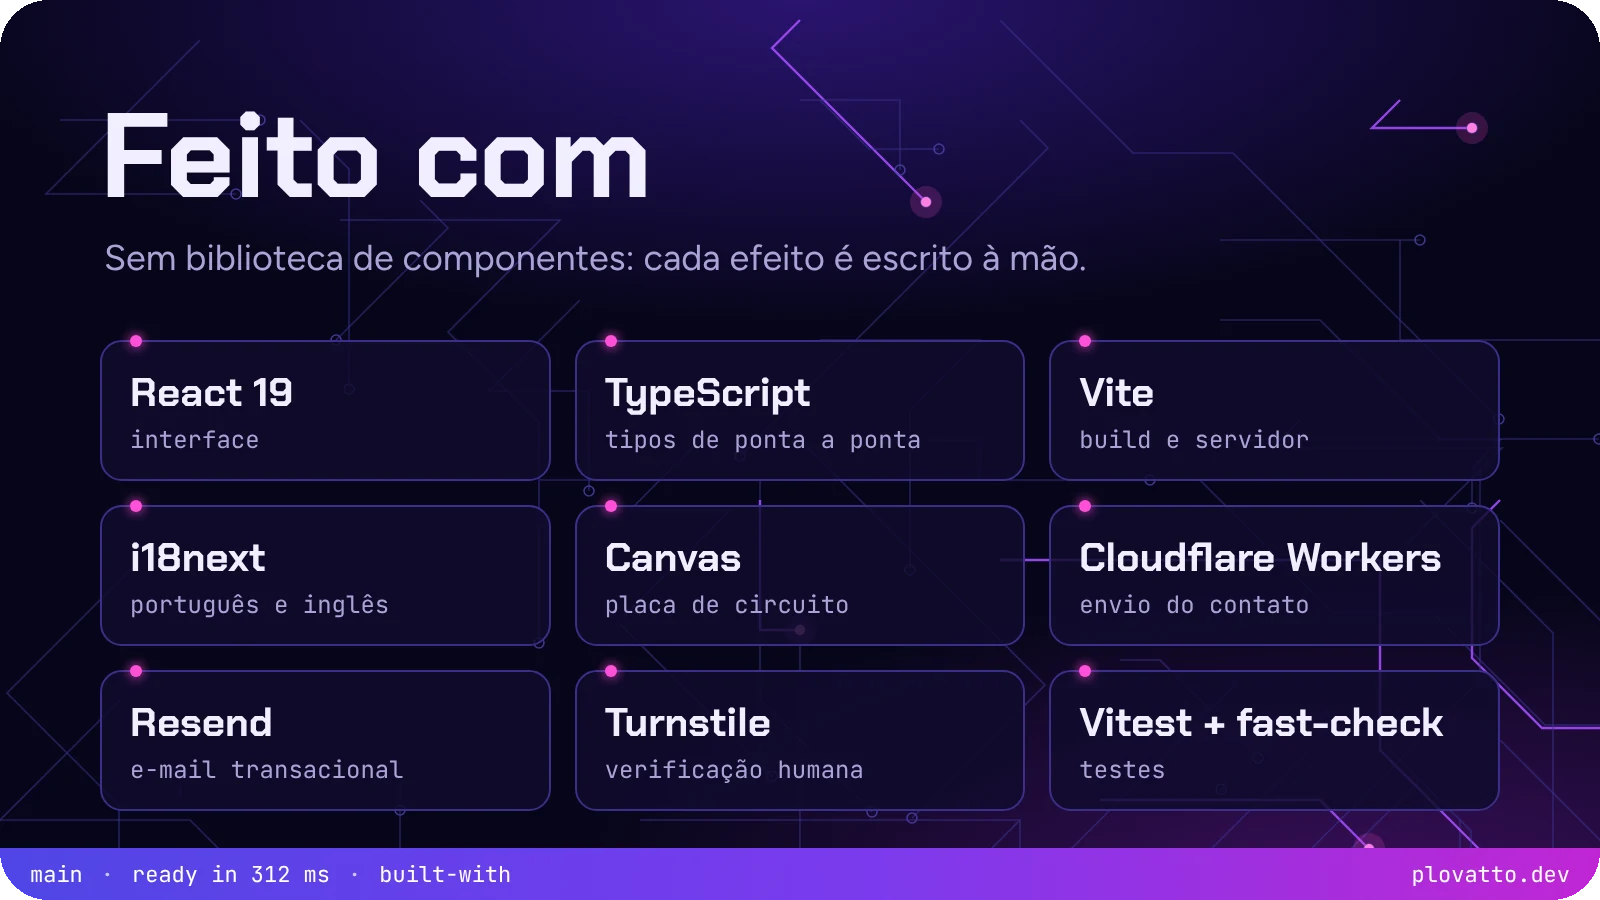 Feito com
Sem biblioteca de componentes: cada efeito é escrito à mão.
React 19
interface
TypeScript
tipos de ponta a ponta
Vite
build e servidor
i18next
português e inglês
Canvas
placa de circuito
Cloudflare Workers
envio do contato
Resend
e-mail transacional
Turnstile
verificação humana
Vitest + fast-check
testes
main · ready in 312 ms · built-with
plovatto.dev